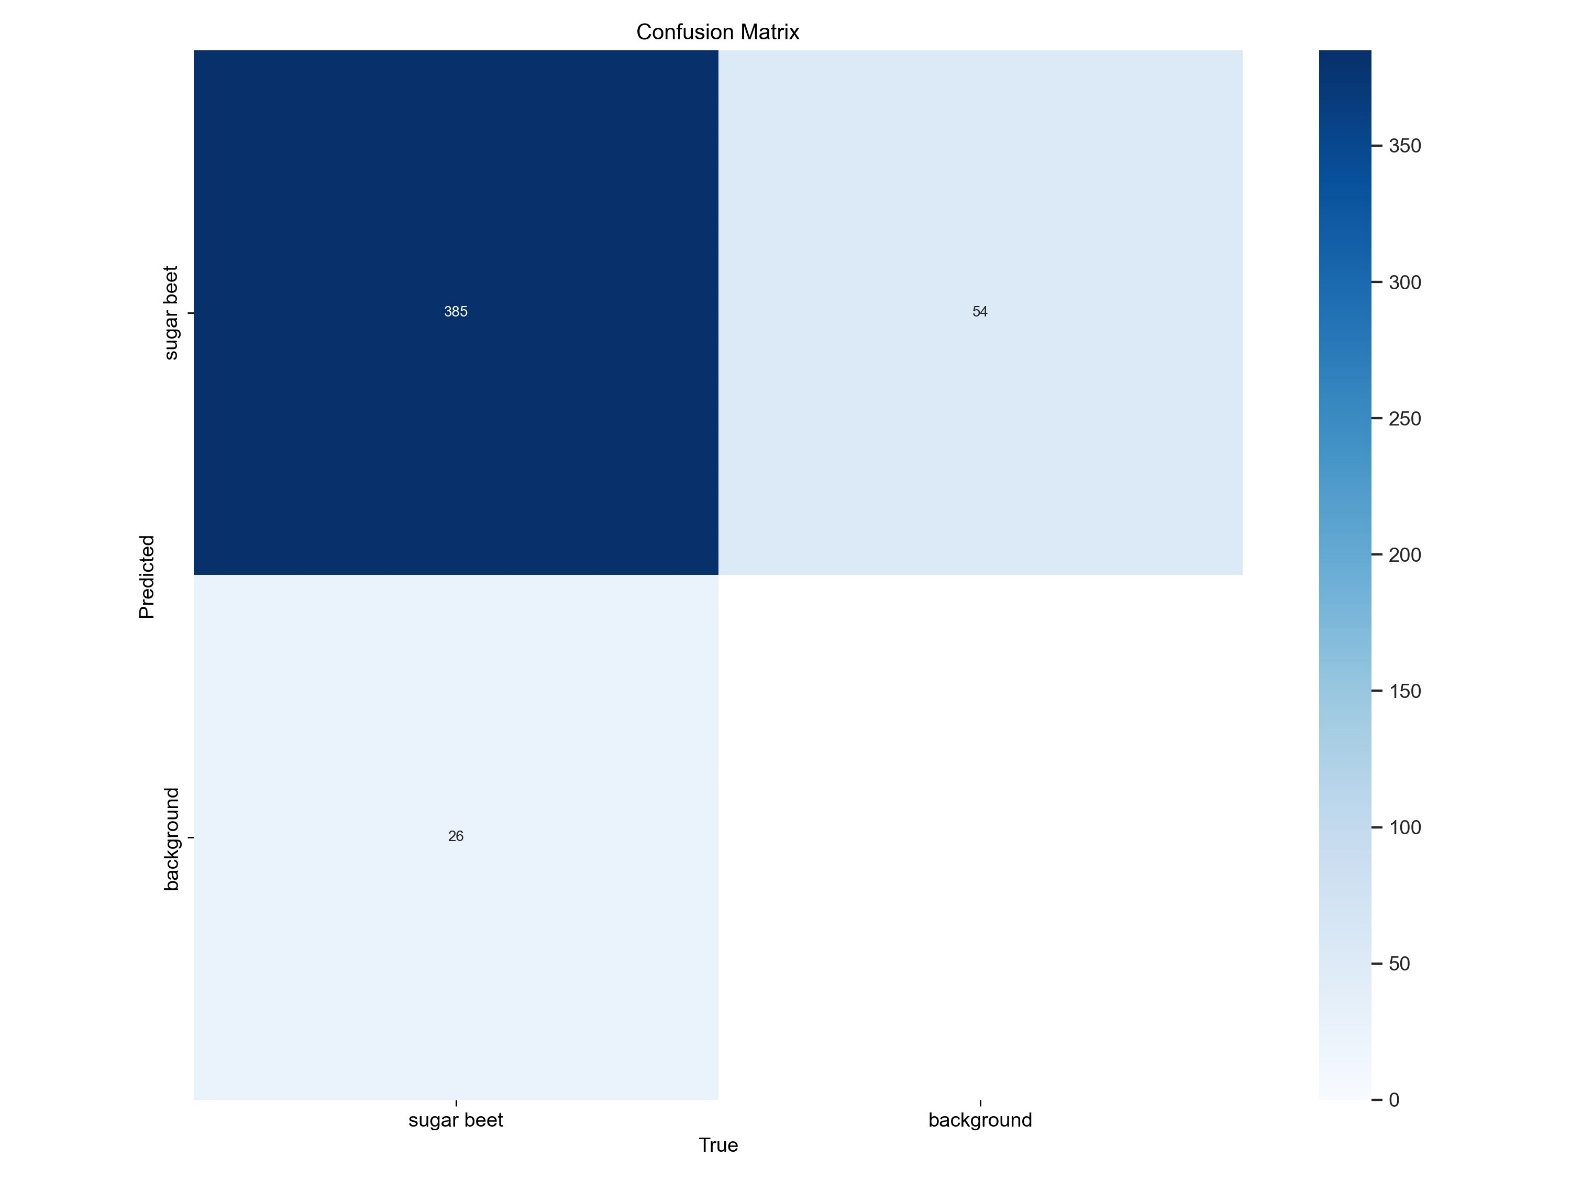 Confusion Matrix
sugar beet
385
54
Predicted
background
26
sugar beet
background
True
350
300
250
200
150
100
50
0